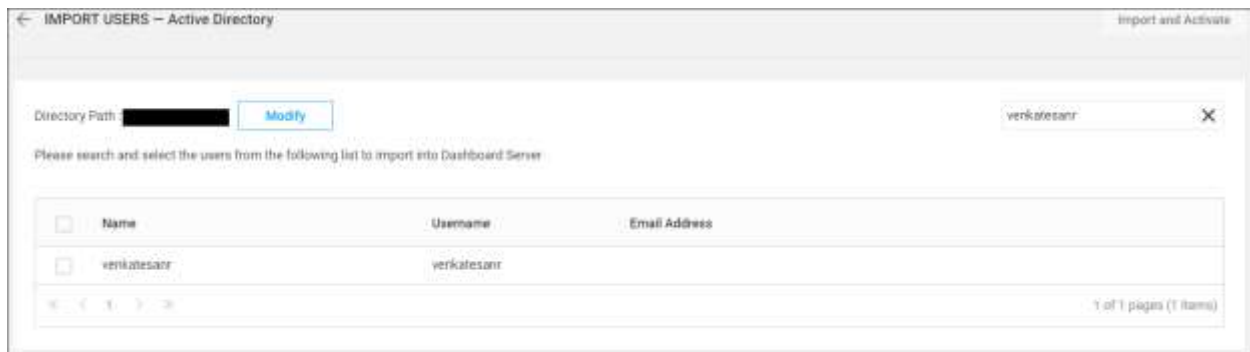 ← IMPORT USERS — Active Directory
Import and Activate
Directory Path :
Modify
venkatesanr
Please search and select the users from the following list to import into Dashboard Server
Name Username Email Address
venkatesanr venkatesanr
1
1 of 1 pages (1 items)